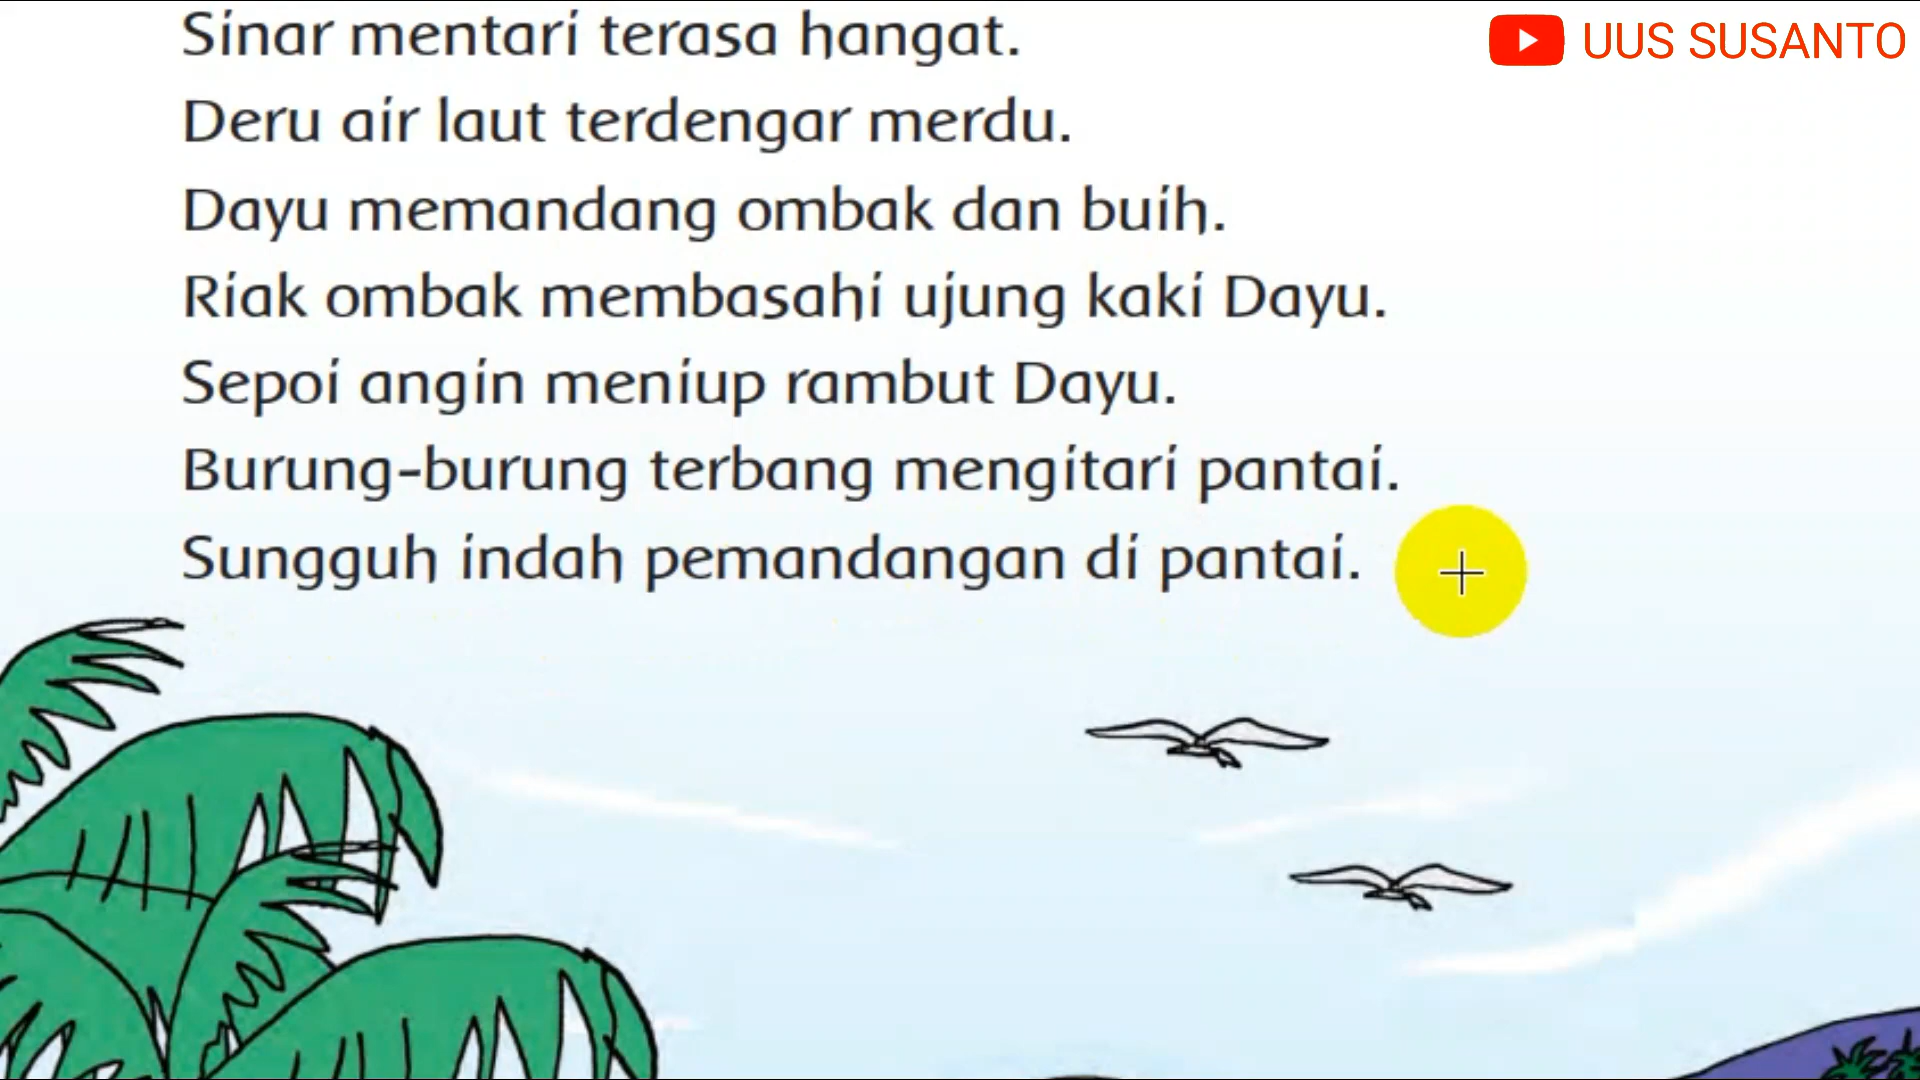 UUS SUSANTO
Sinar mentari terasa hangat.
Deru air laut terdengar merdu.
Dayu memandang ombak dan buih.
Riak ombak membasahi ujung kaki Dayu.
Sepoi angin meniup rambut Dayu.
Burung-burung terbang mengitari pantai.
Sungguh indah pemandangan di pantai.